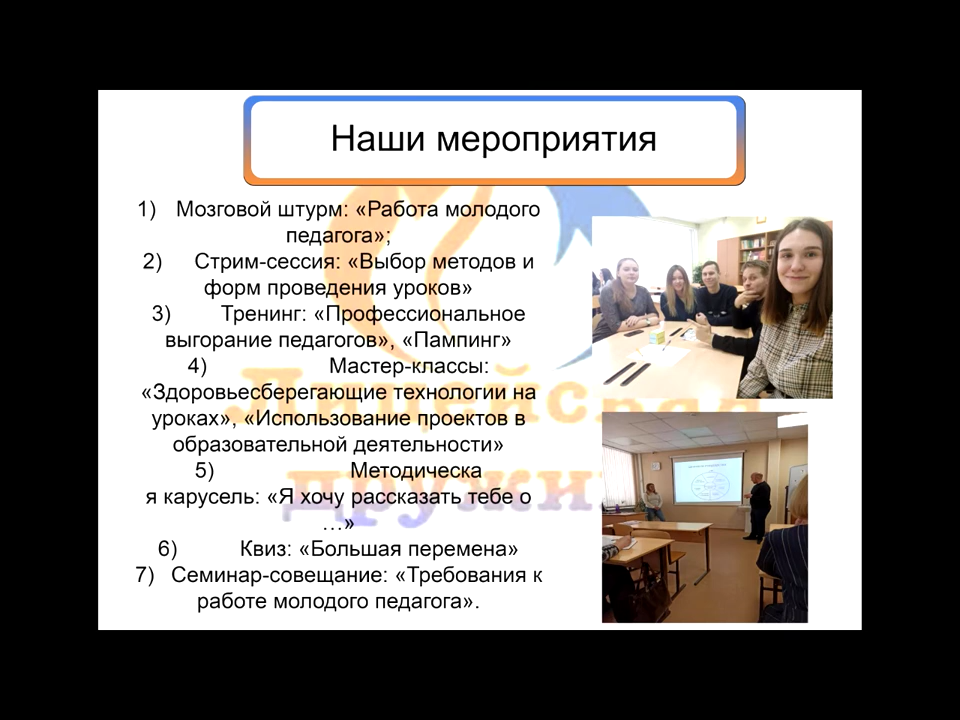 Наши мероприятия
1) Мозговой штурм: «Работа молодого
педагога»;
2) Стрим-сессия: «Выбор методов и
форм проведения уроков»
3) Тренинг: «Профессиональное
выгорание педагогов», «Пампинг»
4) Мастер-классы:
«Здоровьесберегающие технологии на
уроках», «Использование проектов в
образовательной деятельности»
5) Методическа
я карусель: «Я хочу рассказать тебе о
…»
6) Квиз: «Большая перемена»
7) Семинар-совещание: «Требования к
работе молодого педагога».
Лицейская
дружина